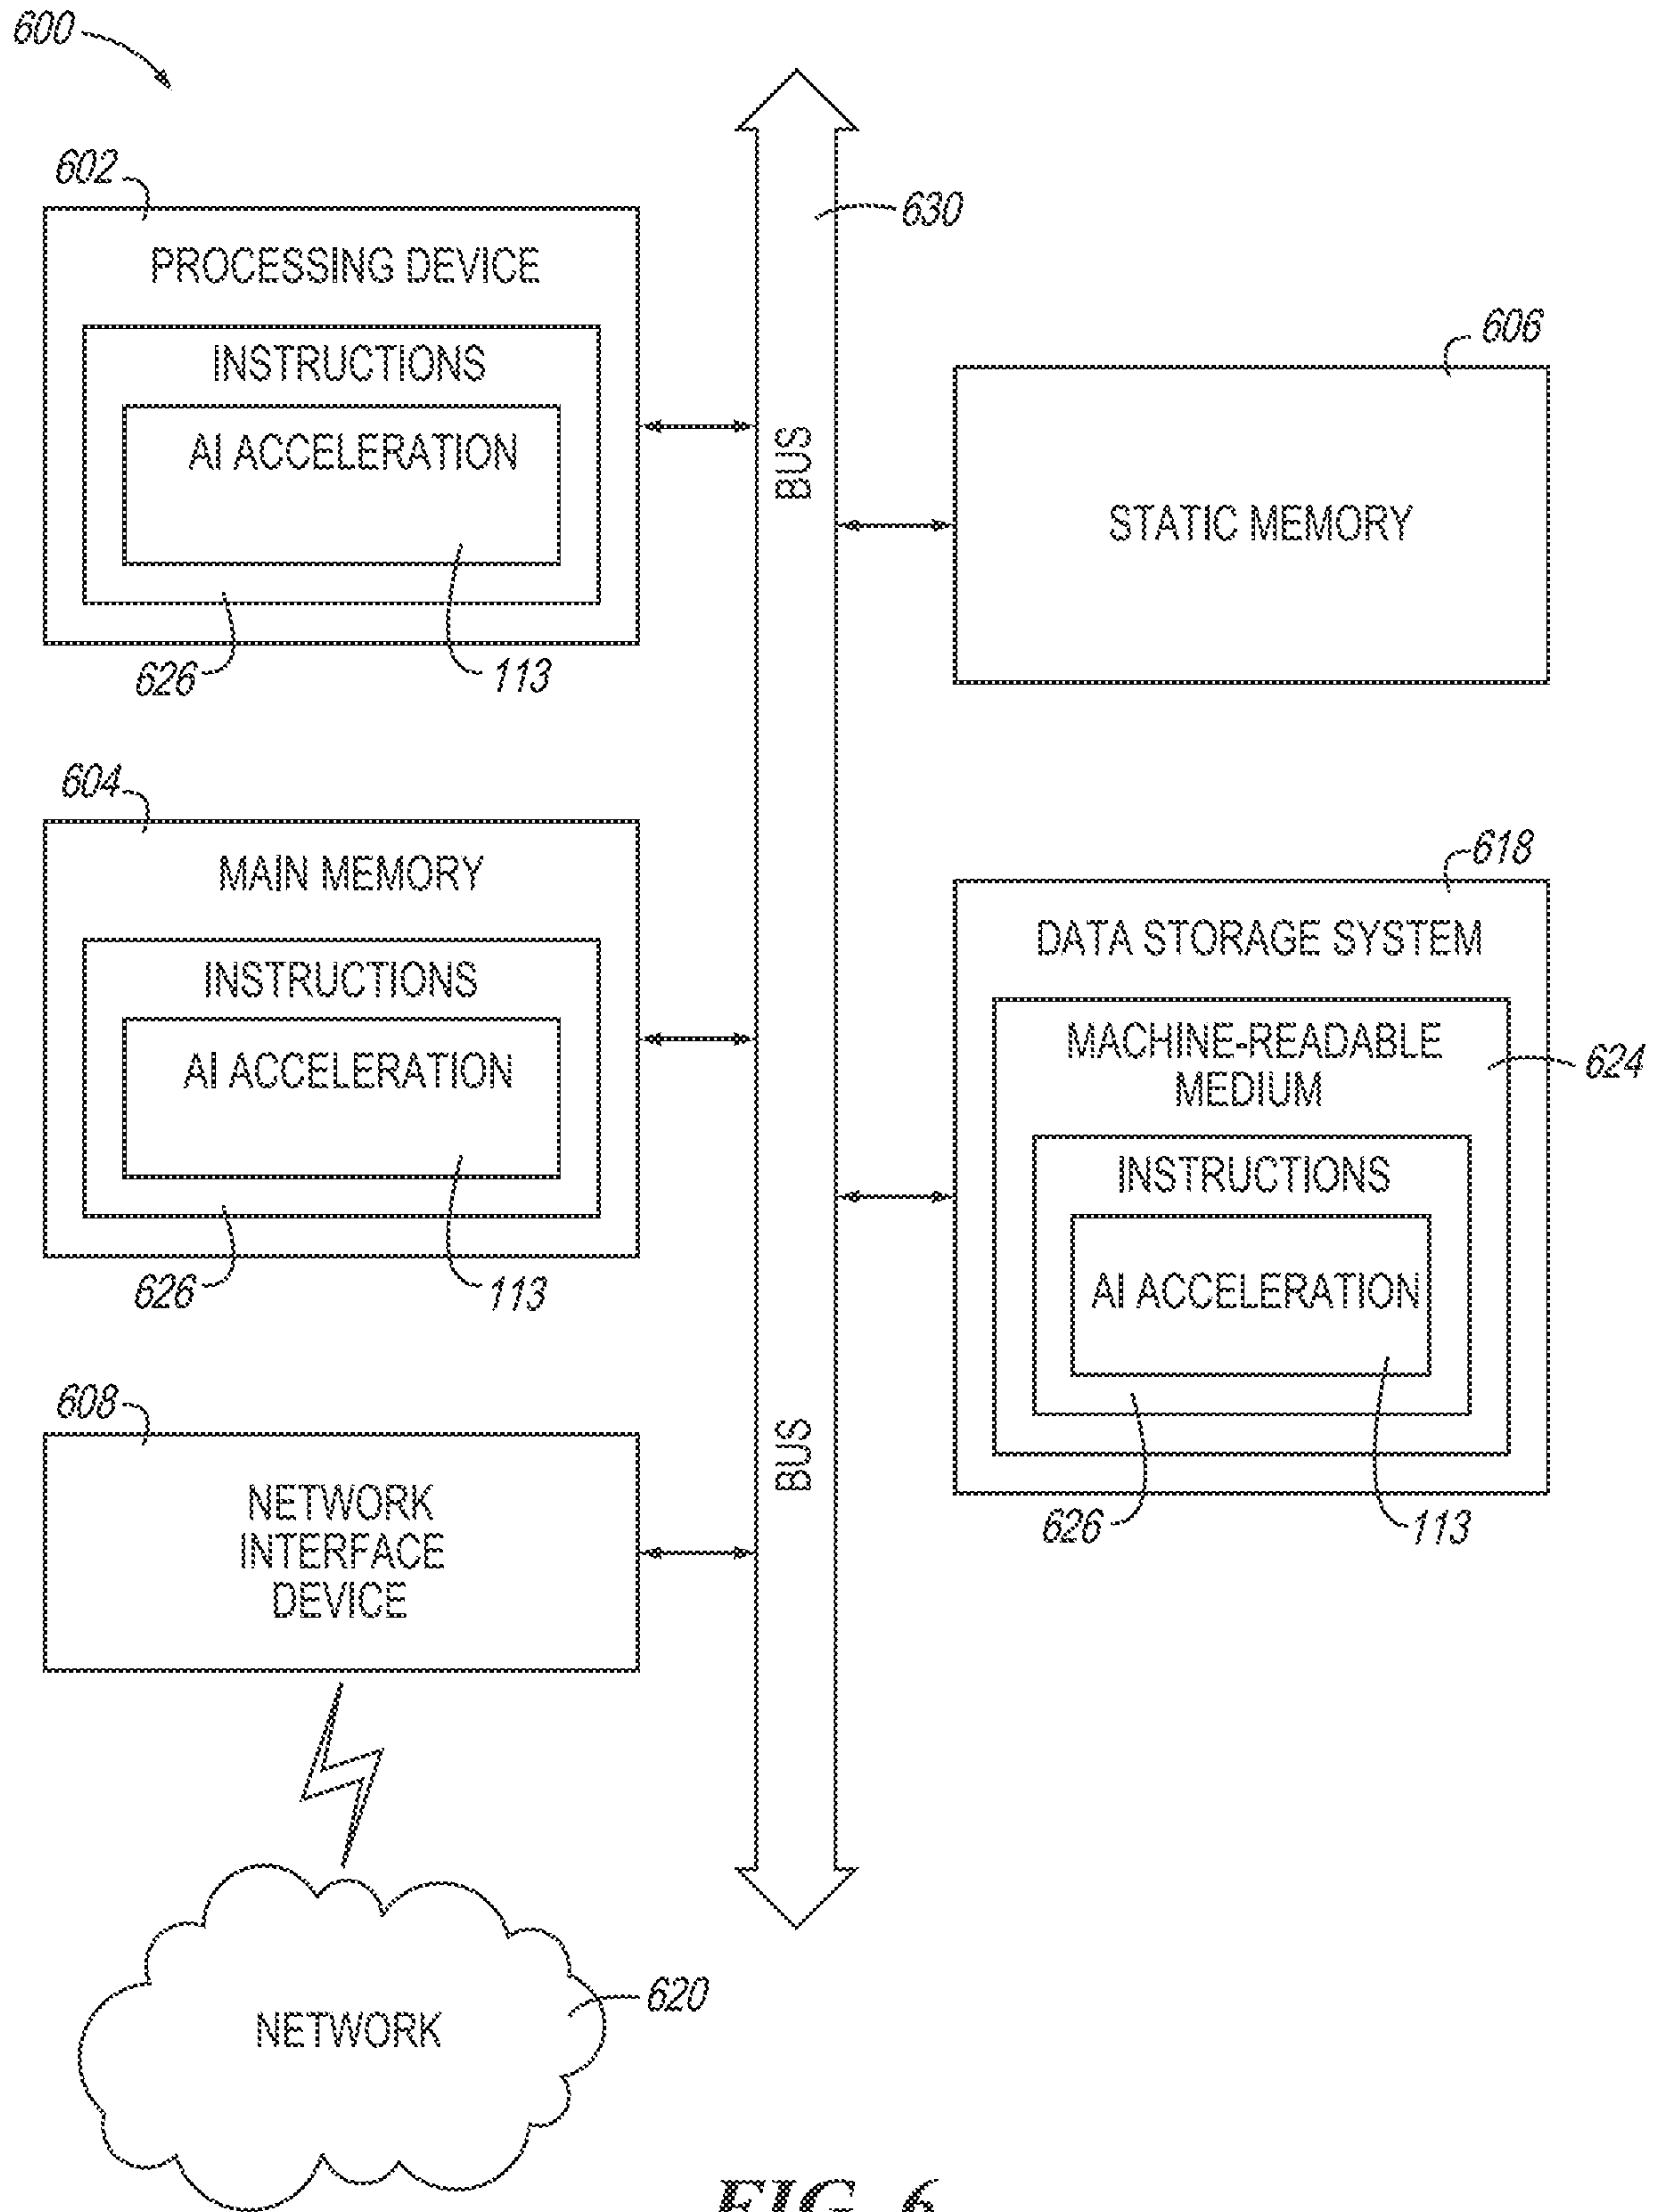 600
602
PROCESSING DEVICE
INSTRUCTIONS
AI ACCELERATION
626
113
604
MAIN MEMORY
INSTRUCTIONS
AI ACCELERATION
626
113
608
NETWORK
INTERFACE
DEVICE
NETWORK
620
630
BUS
BUS
606
STATIC MEMORY
618
DATA STORAGE SYSTEM
MACHINE-READABLE
MEDIUM
624
INSTRUCTIONS
AI ACCELERATION
626
113
FIG. 6